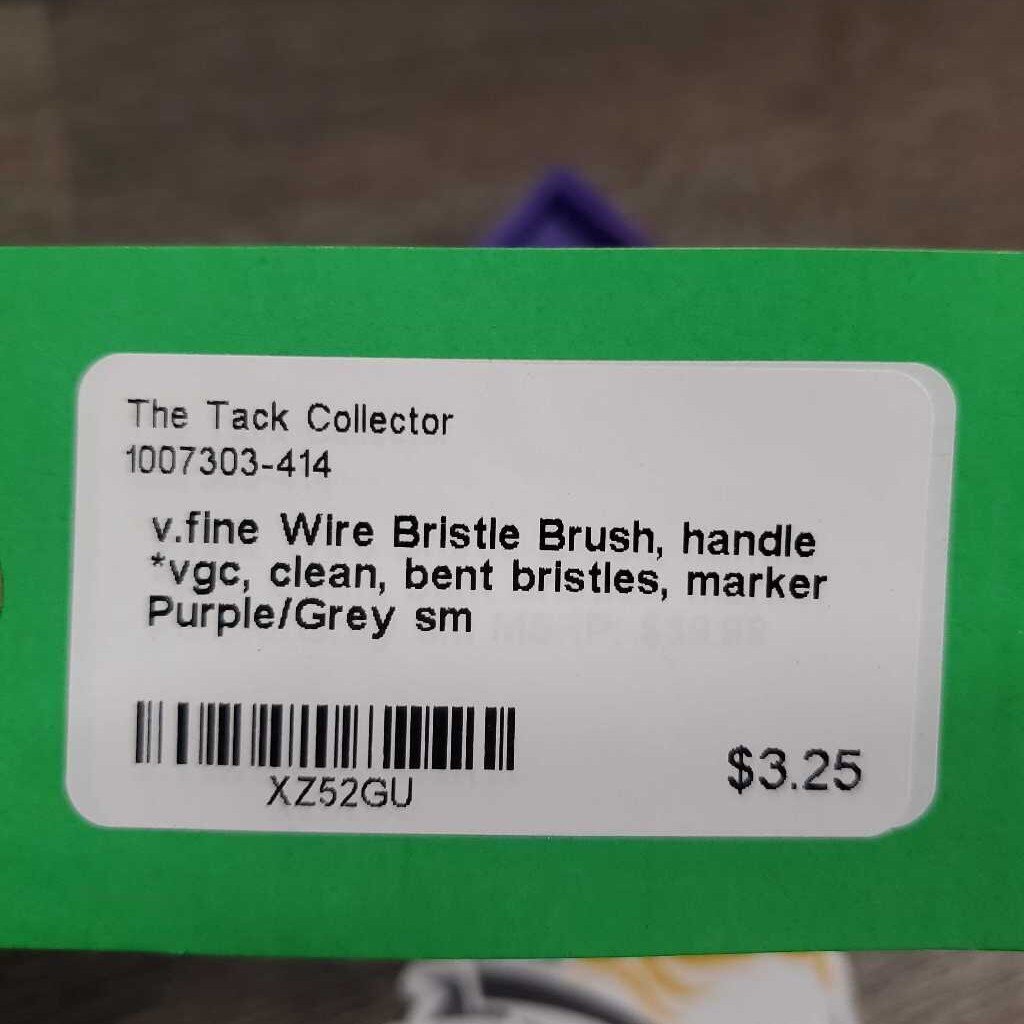 The Tack Collector
1007303-414
v.fine Wire Bristle Brush, handle
*vgc, clean, bent bristles, marker
Purple/Grey sm
XZ52GU
$3.25